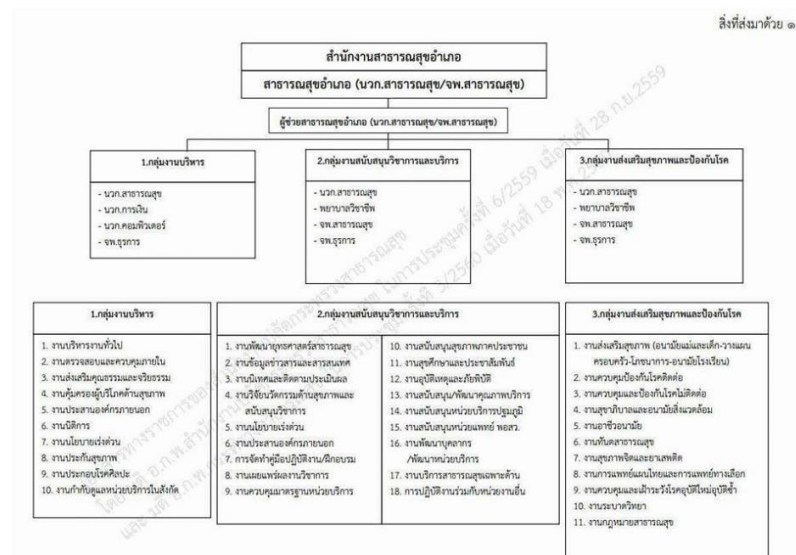 สิ่งที่ส่งมาด้วย ๑
สำนักงานสาธารณสุขอำเภอ
สาธารณสุขอำเภอ (นวก.สาธารณสุข/จพ.สาธารณสุข)
ผู้ช่วยสาธารณสุขอำเภอ (นวก.สาธารณสุข/จพ.สาธารณสุข)
1.กลุ่มงานบริหาร
- นวก.สาธารณสุข
- นวก.การเงิน
- นวก.คอมพิวเตอร์
- จพ.ธุรการ
2.กลุ่มงานสนับสนุนวิชาการและบริการ
- นวก.สาธารณสุข
- พยาบาลวิชาชีพ
- จพ.สาธารณสุข
- จพ.ธุรการ
3.กลุ่มงานส่งเสริมสุขภาพและป้องกันโรค
- นวก.สาธารณสุข
- พยาบาลวิชาชีพ
- จพ.สาธารณสุข
- จพ.ธุรการ
1.กลุ่มงานบริหาร
1. งานบริหารงานทั่วไป
2. งานตรวจสอบและควบคุมภายใน
3. งานส่งเสริมคุณธรรมและจริยธรรม
4. งานคุ้มครองผู้บริโภคด้านสุขภาพ
5. งานประสานองค์กรภายนอก
6. งานนิติการ
7. งานนโยบายเร่งด่วน
8. งานประกันสุขภาพ
9. งานประกอบโรคศิลปะ
10. งานกำกับดูแลหน่วยบริการในสังกัด
2.กลุ่มงานสนับสนุนวิชาการและบริการ
1. งานพัฒนายุทธศาสตร์สาธารณสุข
2. งานข้อมูลข่าวสารและสารสนเทศ
3. งานนิเทศและติดตามประเมินผล
4. งานวิจัยนวัตกรรมด้านสุขภาพและ
สนับสนุนวิชาการ
5. งานนโยบายเร่งด่วน
6. งานประสานองค์กรภายนอก
7. การจัดทำคู่มือปฏิบัติงาน/ฝึกอบรม
8. งานเผยแพร่ผลงานวิชาการ
9. งานควบคุมมาตรฐานหน่วยบริการ
10. งานสนับสนุนสุขภาพภาคประชาชน
11. งานสุขศึกษาและประชาสัมพันธ์
12. งานอุบัติเหตุและภัยพิบัติ
13. งานสนับสนุน/พัฒนาคุณภาพบริการ
14. งานสนับสนุนหน่วยบริการปฐมภูมิ
15. งานสนับสนุนหน่วยแพทย์ พอสว.
16. งานพัฒนาบุคลากร
/พัฒนาหน่วยบริการ
17. งานบริการสาธารณสุขเฉพาะด้าน
18. การปฏิบัติงานร่วมกับหน่วยงานอื่น
3.กลุ่มงานส่งเสริมสุขภาพและป้องกันโรค
1. งานส่งเสริมสุขภาพ (อนามัยแม่และเด็ก-วางแผน
ครอบครัว-โภชนาการ-อนามัยโรงเรียน)
2. งานควบคุมป้องกันโรคติดต่อ
3. งานควบคุมและป้องกันโรคไม่ติดต่อ
4. งานสุขาภิบาลและอนามัยสิ่งแวดล้อม
5. งานอาชีวอนามัย
6. งานทันตสาธารณสุข
7. งานสุขภาพจิตและยาเสพติด
8. งานการแพทย์แผนไทยและการแพทย์ทางเลือก
9. งานควบคุมและเฝ้าระวังโรคอุบัติใหม่อุบัติซ้ำ
10. งานระบาดวิทยา
11. งานกฎหมายสาธารณสุข